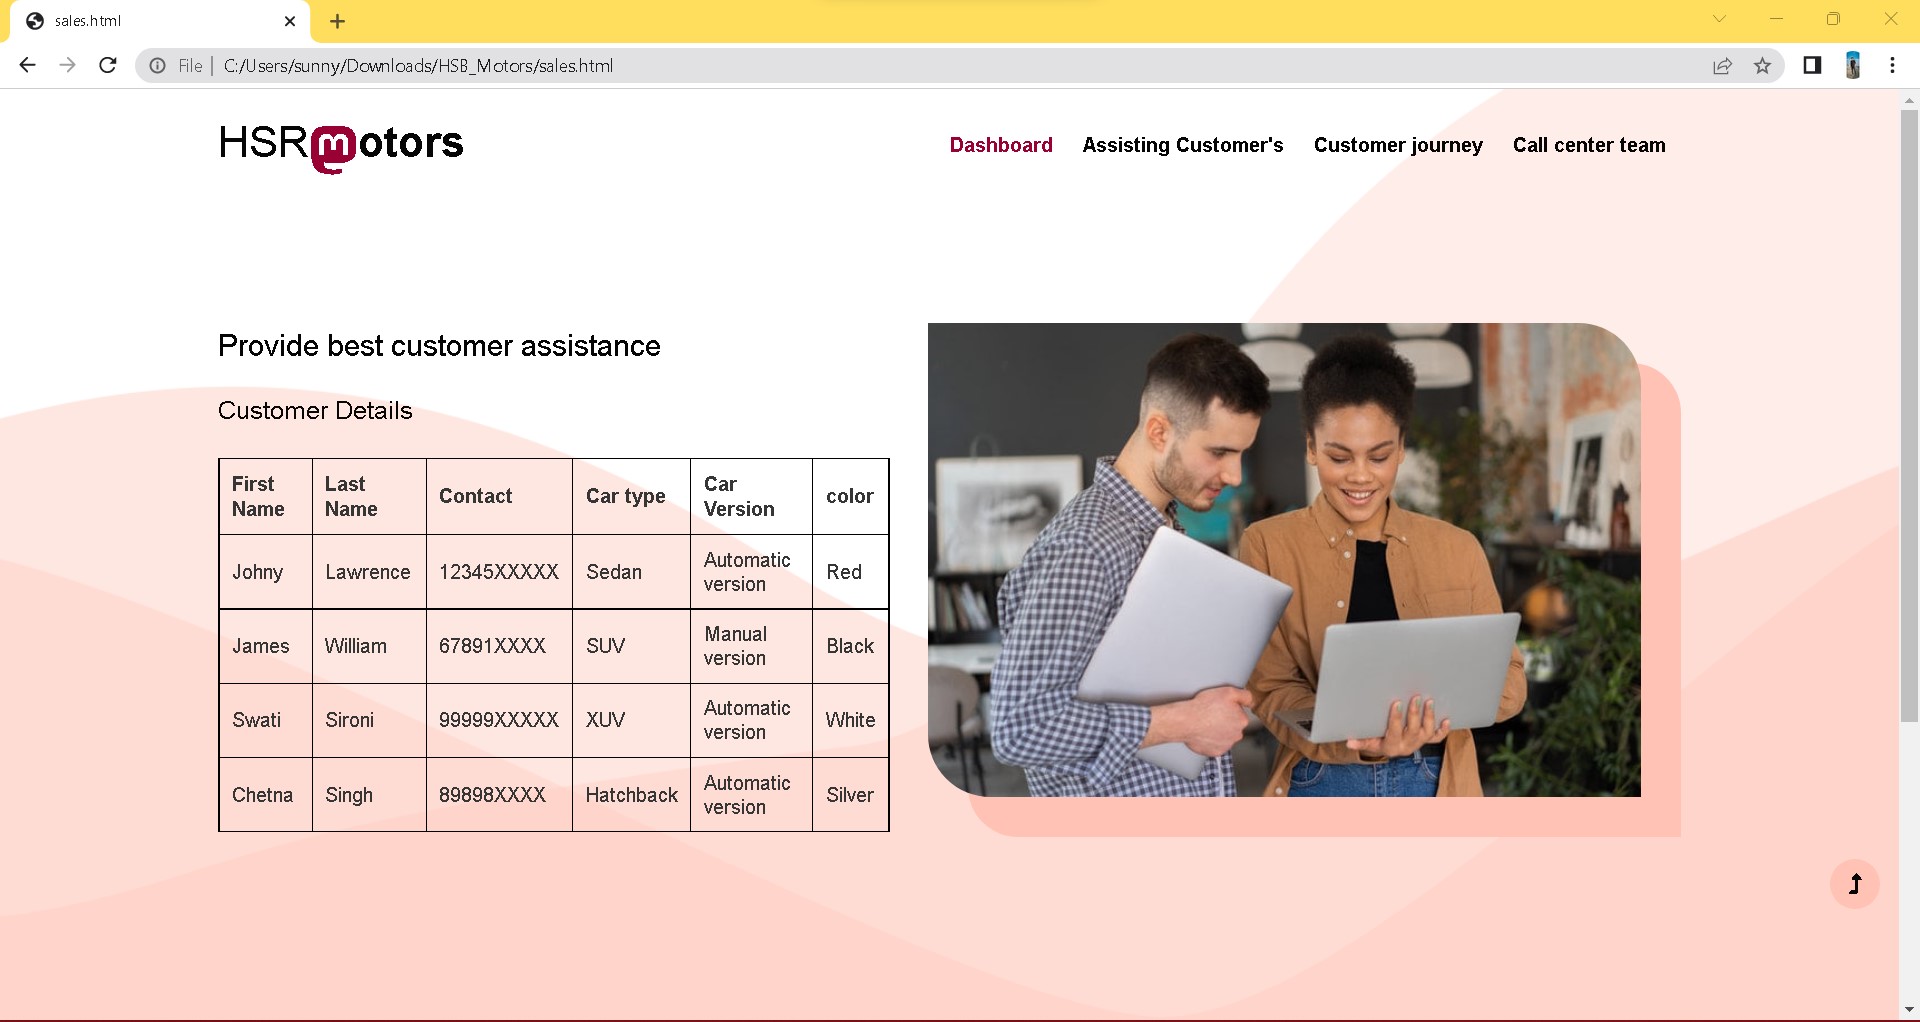 sales.html
File | C:/Users/sunny/Downloads/HSB_Motors/sales.html
HSRmotors
Dashboard Assisting Customer's Customer journey Call center team
Provide best customer assistance
Customer Details
First Name Last Name Contact Car type Car Version color
Johny Lawrence 12345XXXXX Sedan Automatic version Red
James William 67891XXXX SUV Manual version Black
Swati Sironi 99999XXXXX XUV Automatic version White
Chetna Singh 89898XXXX Hatchback Automatic version Silver